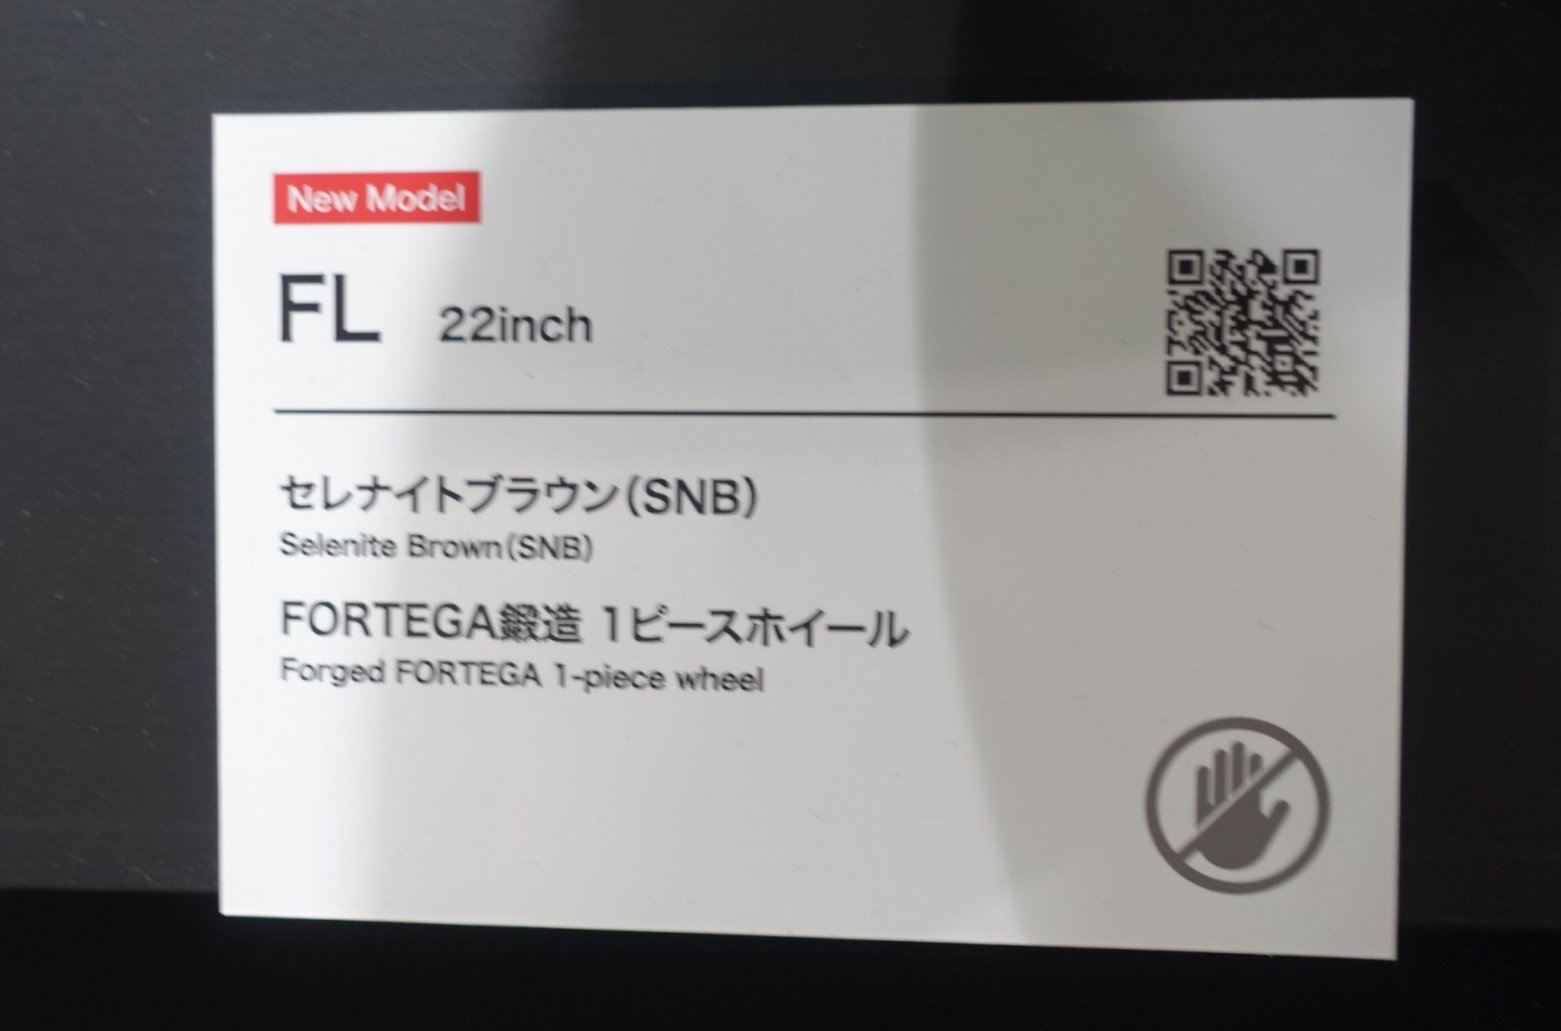 New Model
FL 22inch
セレナイトブラウン(SNB)
Selenite Brown(SNB)
FORTEGA鍛造 1ピースホイール
Forged FORTEGA 1-piece wheel